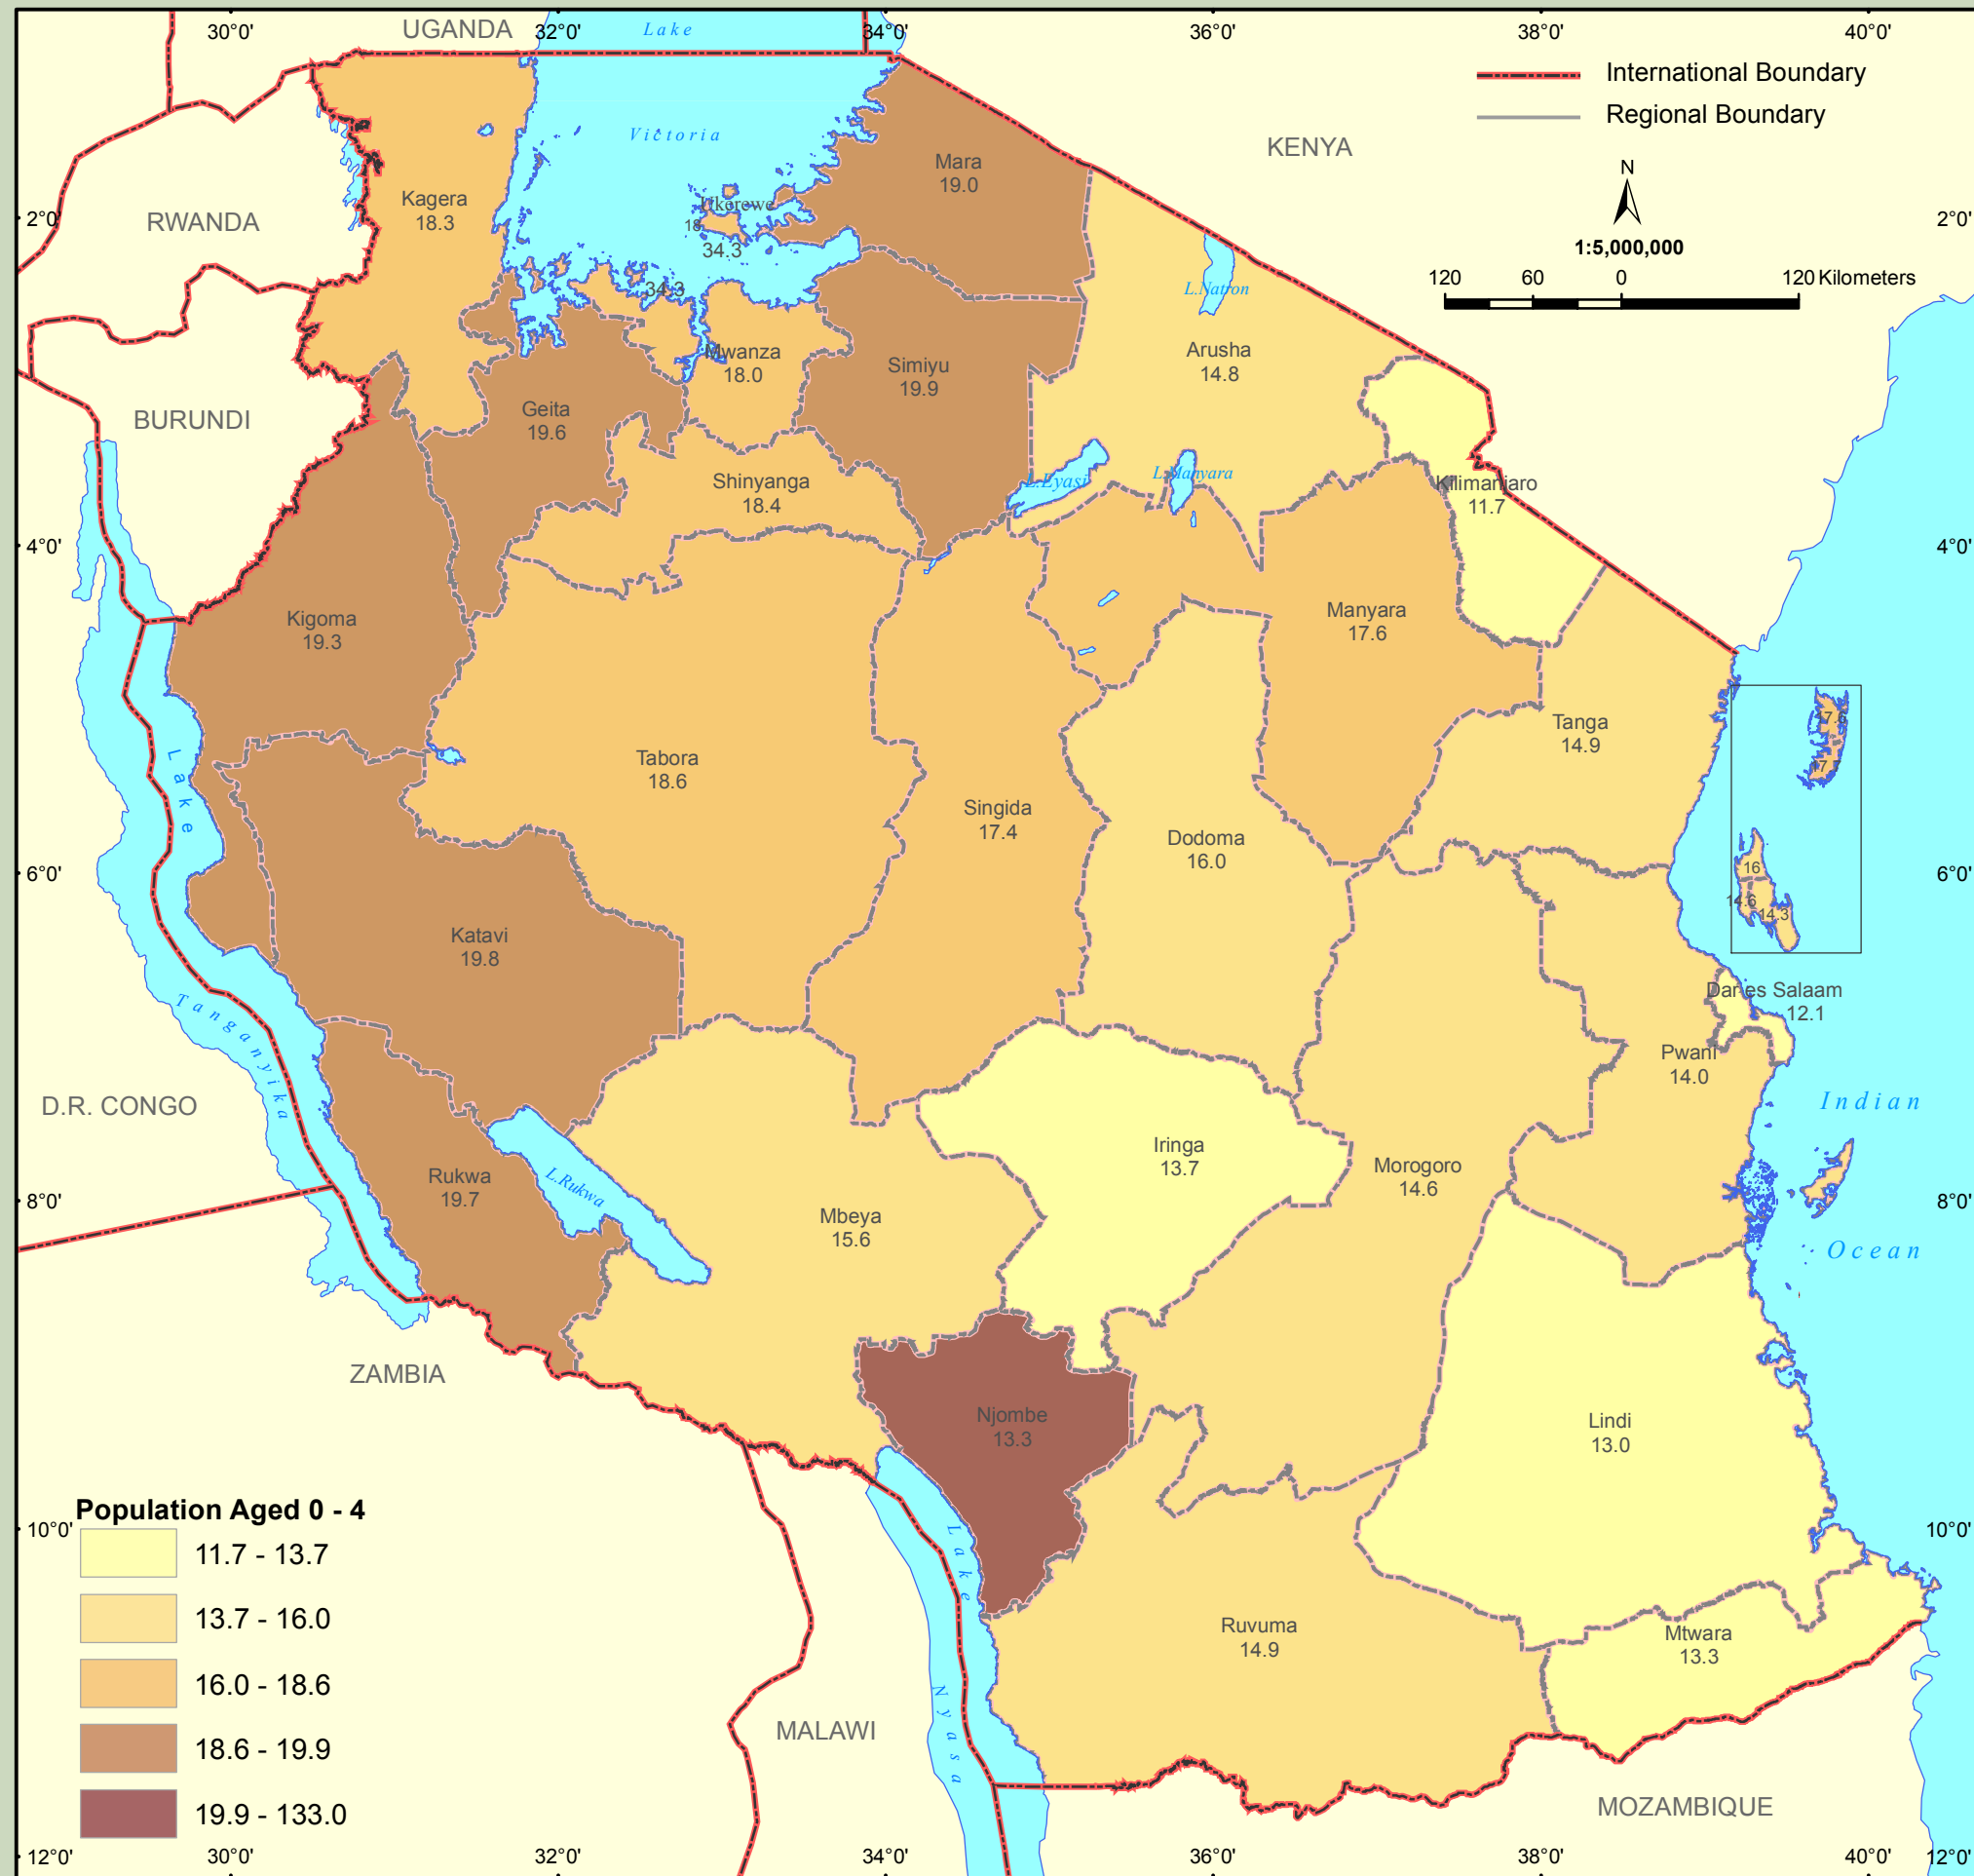 30°0'
UGANDA
32°0'
Lake
34°0'
36°0'
38°0'
40°0'
International Boundary
Regional Boundary
KENYA
Victoria
N
1:5,000,000
120 60 0 120 Kilometers
Mara
19.0
Kagera
18.3
RWANDA
2°0'
2°0'
Ukerewe
18
34.3
34.3
L.Natron
Mwanza
18.0
Simiyu
19.9
Arusha
14.8
BURUNDI
Geita
19.6
Shinyanga
18.4
L.Eyasi
L.Manyara
Kilimanjaro
11.7
4°0'
4°0'
Kigoma
19.3
Manyara
17.6
Tanga
14.9
17.6
17.7
Tabora
18.6
Singida
17.4
Dodoma
16.0
6°0'
6°0'
16
14.6
14.3
Katavi
19.8
Dar es Salaam
12.1
Pwani
14.0
Lake
Tanganyika
D.R. CONGO
Indian
Ocean
Iringa
13.7
Morogoro
14.6
Rukwa
19.7
L.Rukwa
8°0'
8°0'
Mbeya
15.6
ZAMBIA
Njombe
13.3
Lindi
13.0
Population Aged 0 - 4
11.7 - 13.7
13.7 - 16.0
16.0 - 18.6
18.6 - 19.9
19.9 - 133.0
10°0'
10°0'
Lake
Nyasa
Ruvuma
14.9
Mtwara
13.3
MALAWI
MOZAMBIQUE
12°0'
30°0'
32°0'
34°0'
36°0'
38°0'
40°0'
12°0'